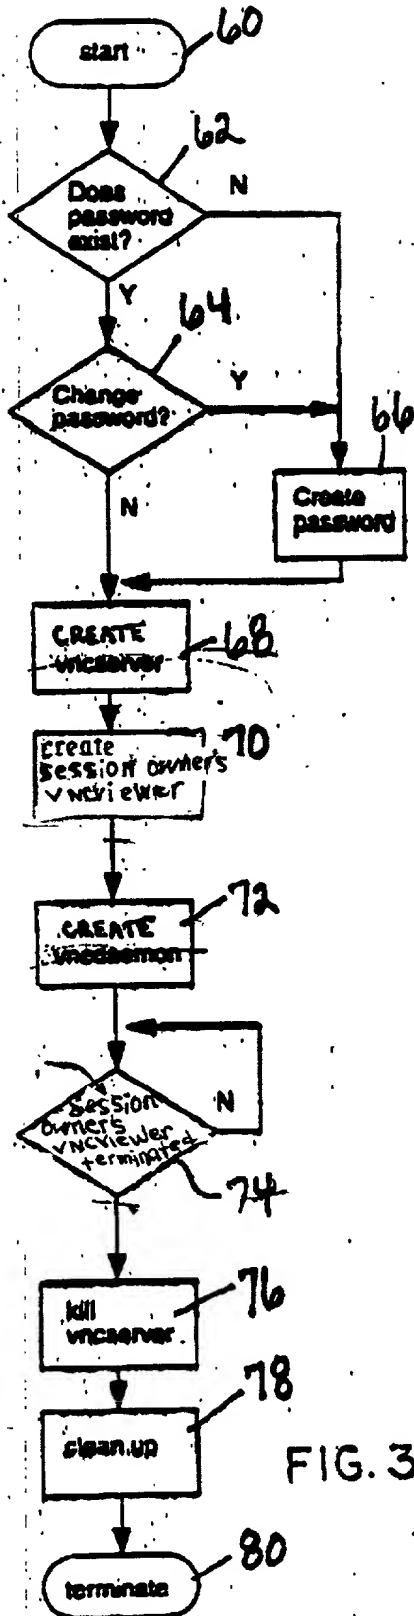 60
start
62
Does
password
exist?
N
Y
64
Change
password?
Y
N
66
Create
password
CREATE
vncserver
68
create
session owner's
vncviewer
70
CREATE
vncdaemon
72
session
owner's
vncviewer
terminated
N
74
kill
vncserver
76
clean up
78
FIG. 3
terminate
80